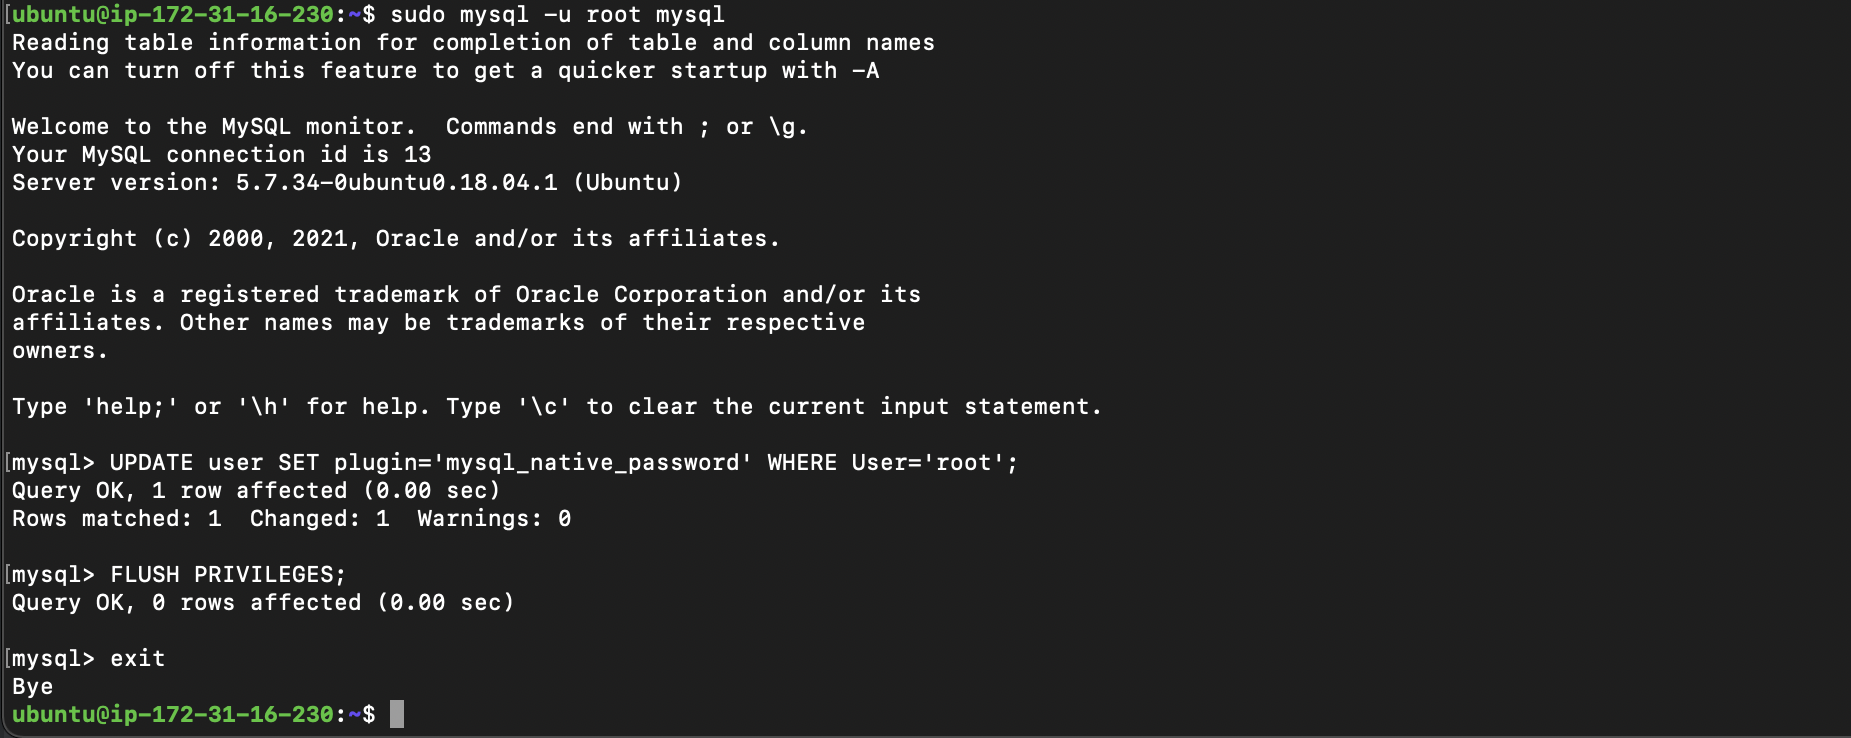 [ubuntu@ip-172-31-16-230:~$ sudo mysql -u root mysql
Reading table information for completion of table and column names
You can turn off this feature to get a quicker startup with -A
Welcome to the MySQL monitor.  Commands end with ; or \g.
Your MySQL connection id is 13
Server version: 5.7.34-0ubuntu0.18.04.1 (Ubuntu)
Copyright (c) 2000, 2021, Oracle and/or its affiliates.
Oracle is a registered trademark of Oracle Corporation and/or its
affiliates. Other names may be trademarks of their respective
owners.
Type 'help;' or '\h' for help. Type '\c' to clear the current input statement.
[mysql> UPDATE user SET plugin='mysql_native_password' WHERE User='root';
Query OK, 1 row affected (0.00 sec)
Rows matched: 1  Changed: 1  Warnings: 0
[mysql> FLUSH PRIVILEGES;
Query OK, 0 rows affected (0.00 sec)
[mysql> exit
Bye
ubuntu@ip-172-31-16-230:~$